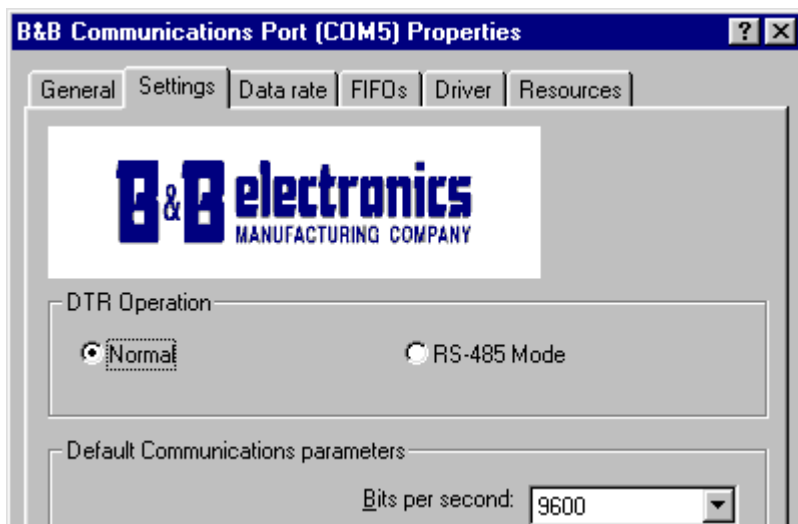 B&B Communications Port (COM5) Properties
General Settings Data rate FIFOs Driver Resources
B&B electronics
MANUFACTURING COMPANY
DTR Operation
Normal RS-485 Mode
Default Communications parameters
Bits per second: 9600